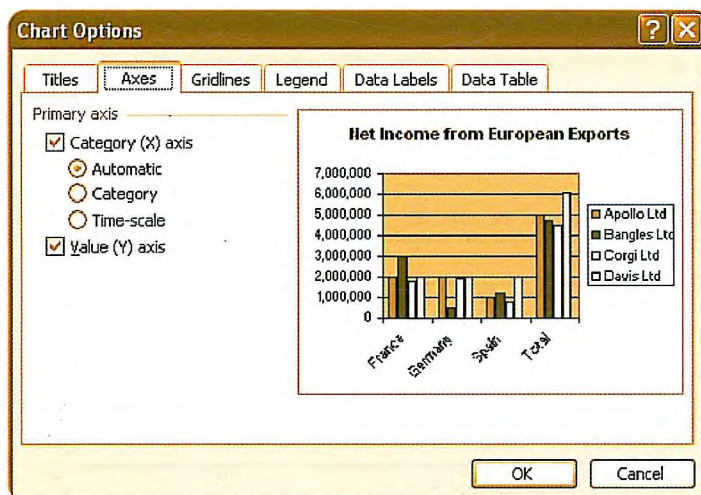 Chart Options
Titles Axes Gridlines Legend Data Labels Data Table
Primary axis
Category (X) axis
Automatic
Category
Time-scale
Value (Y) axis
Net Income from European Exports
7,000,000
6,000,000
5,000,000
4,000,000
3,000,000
2,000,000
1,000,000
0
France Germany Spain Total
Apollo Ltd
Bangles Ltd
Corgi Ltd
Davis Ltd
OK Cancel